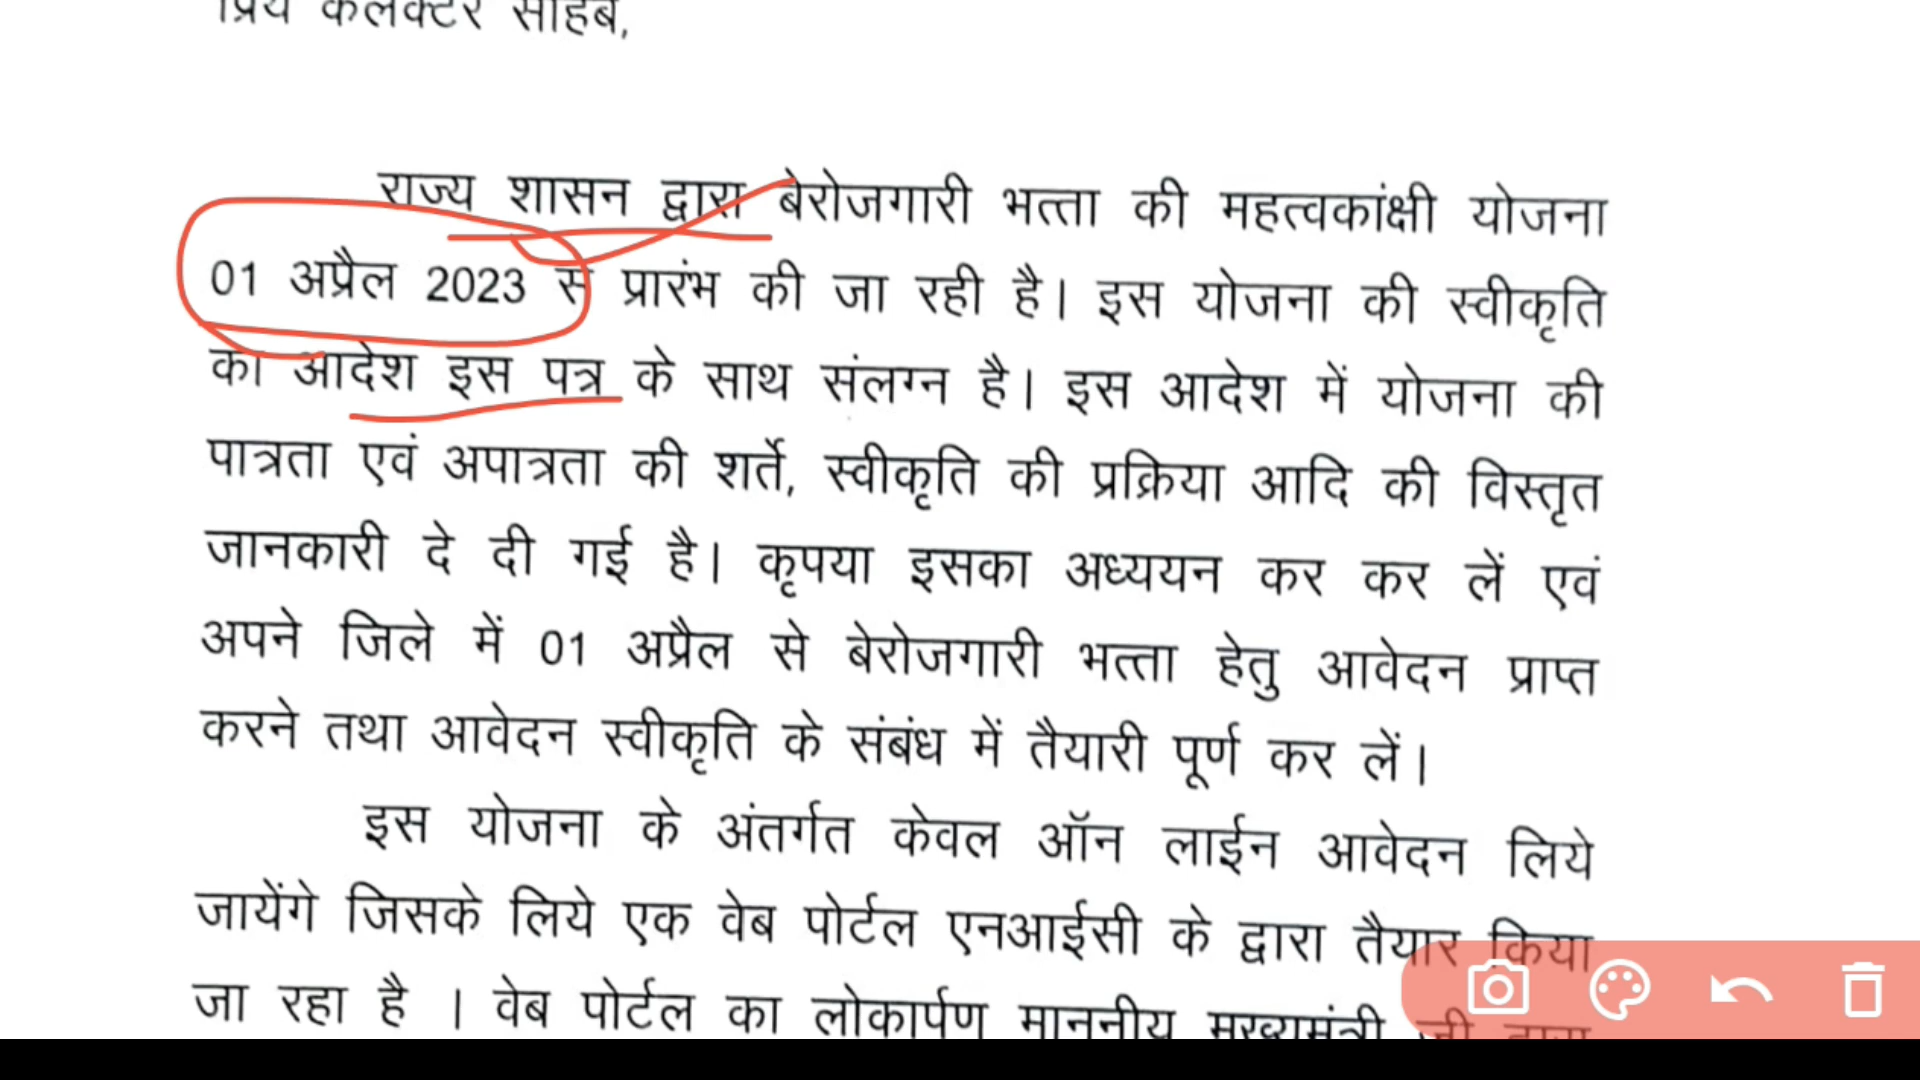 प्रिय कलेक्टर साहब,
राज्य शासन द्वारा बेरोजगारी भत्ता की महत्वकांक्षी योजना
01 अप्रैल 2023 से प्रारंभ की जा रही है। इस योजना की स्वीकृति
का आदेश इस पत्र के साथ संलग्न है। इस आदेश में योजना की
पात्रता एवं अपात्रता की शर्ते, स्वीकृति की प्रक्रिया आदि की विस्तृत
जानकारी दे दी गई है। कृपया इसका अध्ययन कर कर लें एवं
अपने जिले में 01 अप्रैल से बेरोजगारी भत्ता हेतु आवेदन प्राप्त
करने तथा आवेदन स्वीकृति के संबंध में तैयारी पूर्ण कर लें।
इस योजना के अंतर्गत केवल ऑन लाईन आवेदन लिये
जायेंगे जिसके लिये एक वेब पोर्टल एनआईसी के द्वारा तैयार किया
जा रहा है । वेब पोर्टल का लोकार्पण माननीय मुख्यमंत्री जी द्वारा